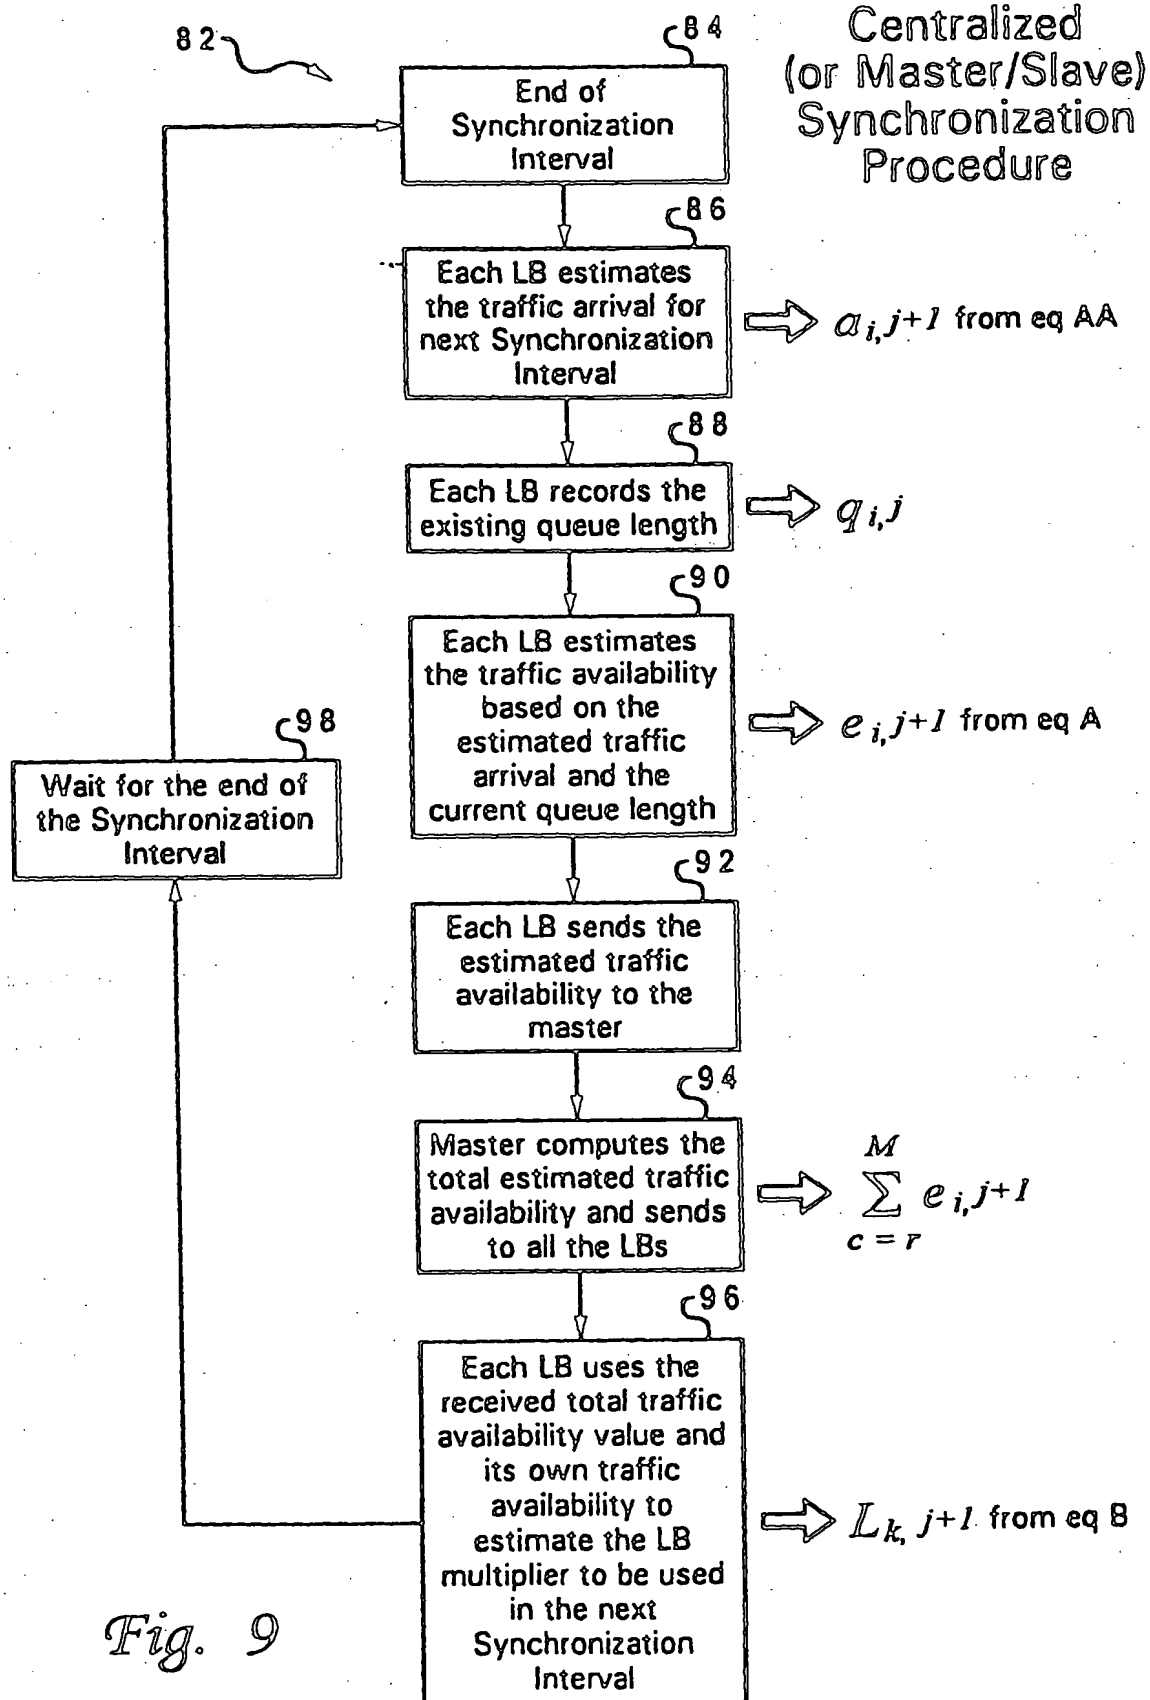 82
84
Centralized
(or Master/Slave)
Synchronization
Procedure
End of
Synchronization
Interval
86
Each LB estimates
the traffic arrival for
next Synchronization
Interval
a i, j+1 from eq AA
88
Each LB records the
existing queue length
q i, j
90
Each LB estimates
the traffic availability
based on the
estimated traffic
arrival and the
current queue length
e i, j+1 from eq A
98
Wait for the end of
the Synchronization
Interval
92
Each LB sends the
estimated traffic
availability to the
master
94
Master computes the
total estimated traffic
availability and sends
to all the LBs
M
∑ e i, j+1
c = r
96
Each LB uses the
received total traffic
availability value and
its own traffic
availability to
estimate the LB
multiplier to be used
in the next
Synchronization
Interval
L k, j+1 from eq B
Fig. 9